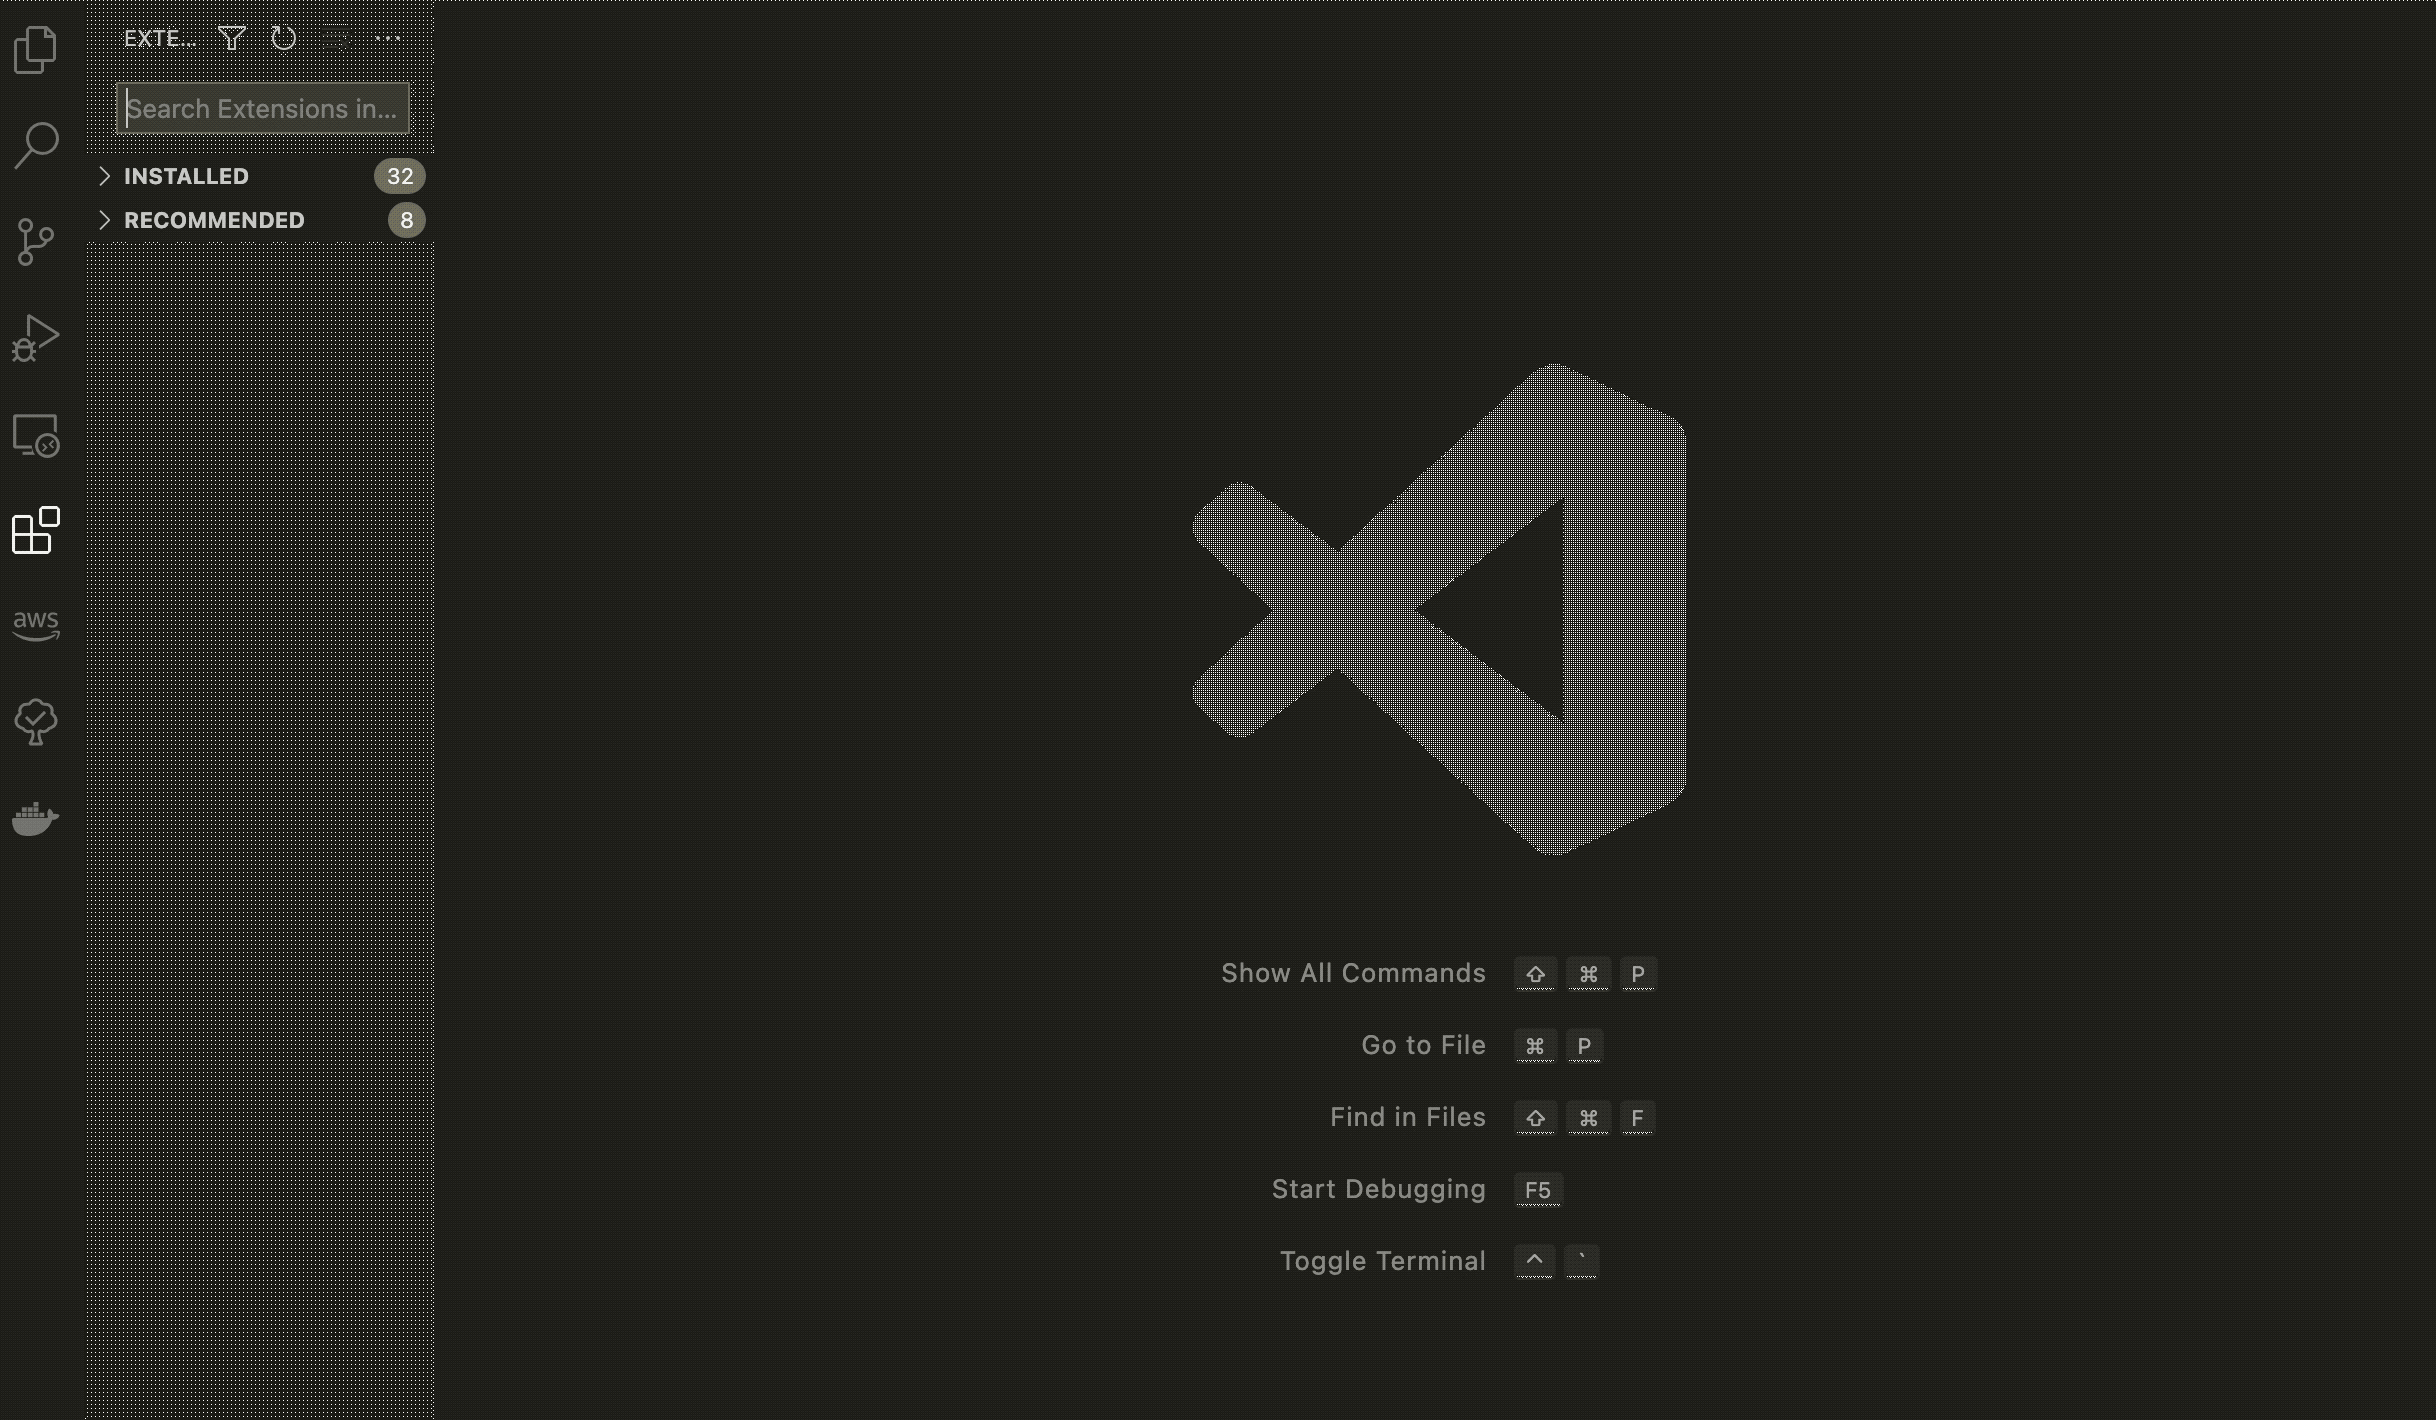 EXTE...
Search Extensions in...
INSTALLED 32
RECOMMENDED 8
aws
Show All Commands ⇧ ⌘ P
Go to File ⌘ P
Find in Files ⇧ ⌘ F
Start Debugging F5
Toggle Terminal ^ `